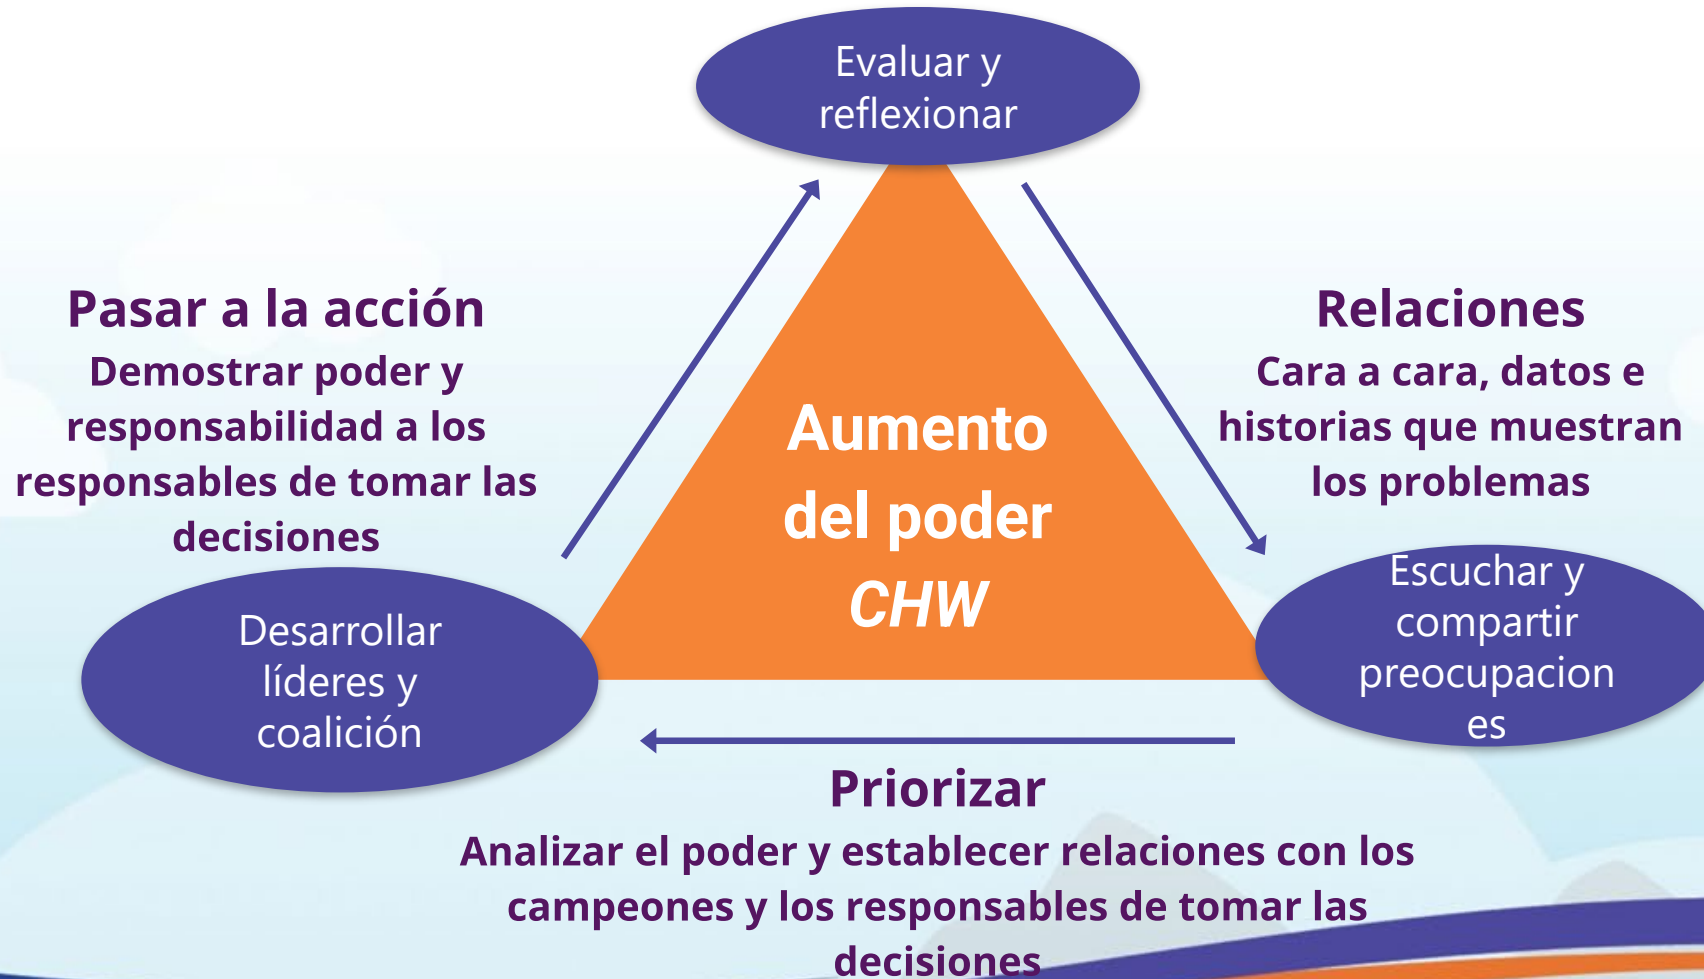 Evaluar y
reflexionar
Pasar a la acción
Demostrar poder y
responsabilidad a los
responsables de tomar las
decisiones
Relaciones
Cara a cara, datos e
historias que muestran
los problemas
Aumento
del poder
CHW
Desarrollar
líderes y
coalición
Escuchar y
compartir
preocupacion
es
Priorizar
Analizar el poder y establecer relaciones con los
campeones y los responsables de tomar las
decisiones